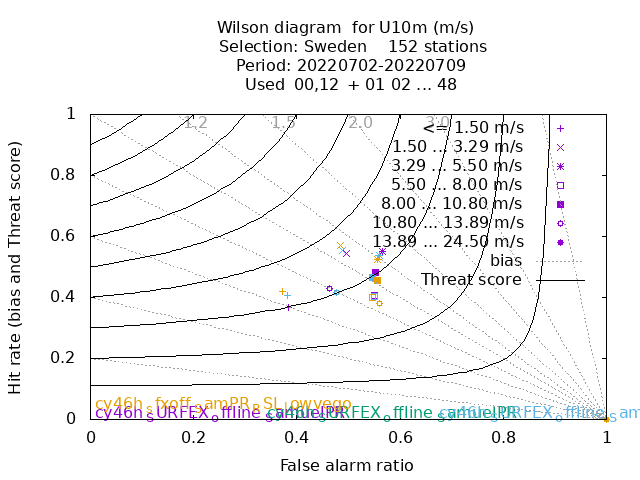 Wilson diagram  for U10m (m/s)
Selection: Sweden    152 stations
Period: 20220702-20220709
Used  00,12  + 01 02 ... 48
Hit rate (bias and Threat score)
1
0.8
0.6
0.4
0.2
0
1.2 1.5 2.0 3.0
<= 1.50 m/s
1.50 ... 3.29 m/s
3.29 ... 5.50 m/s
5.50 ... 8.00 m/s
8.00 ... 10.80 m/s
10.80 ... 13.89 m/s
13.89 ... 24.50 m/s
bias
Threat score
cy46h_sfxoff_samPR_RSL_lowvego
0 0.2 0.4 0.6 0.8 1
False alarm ratio